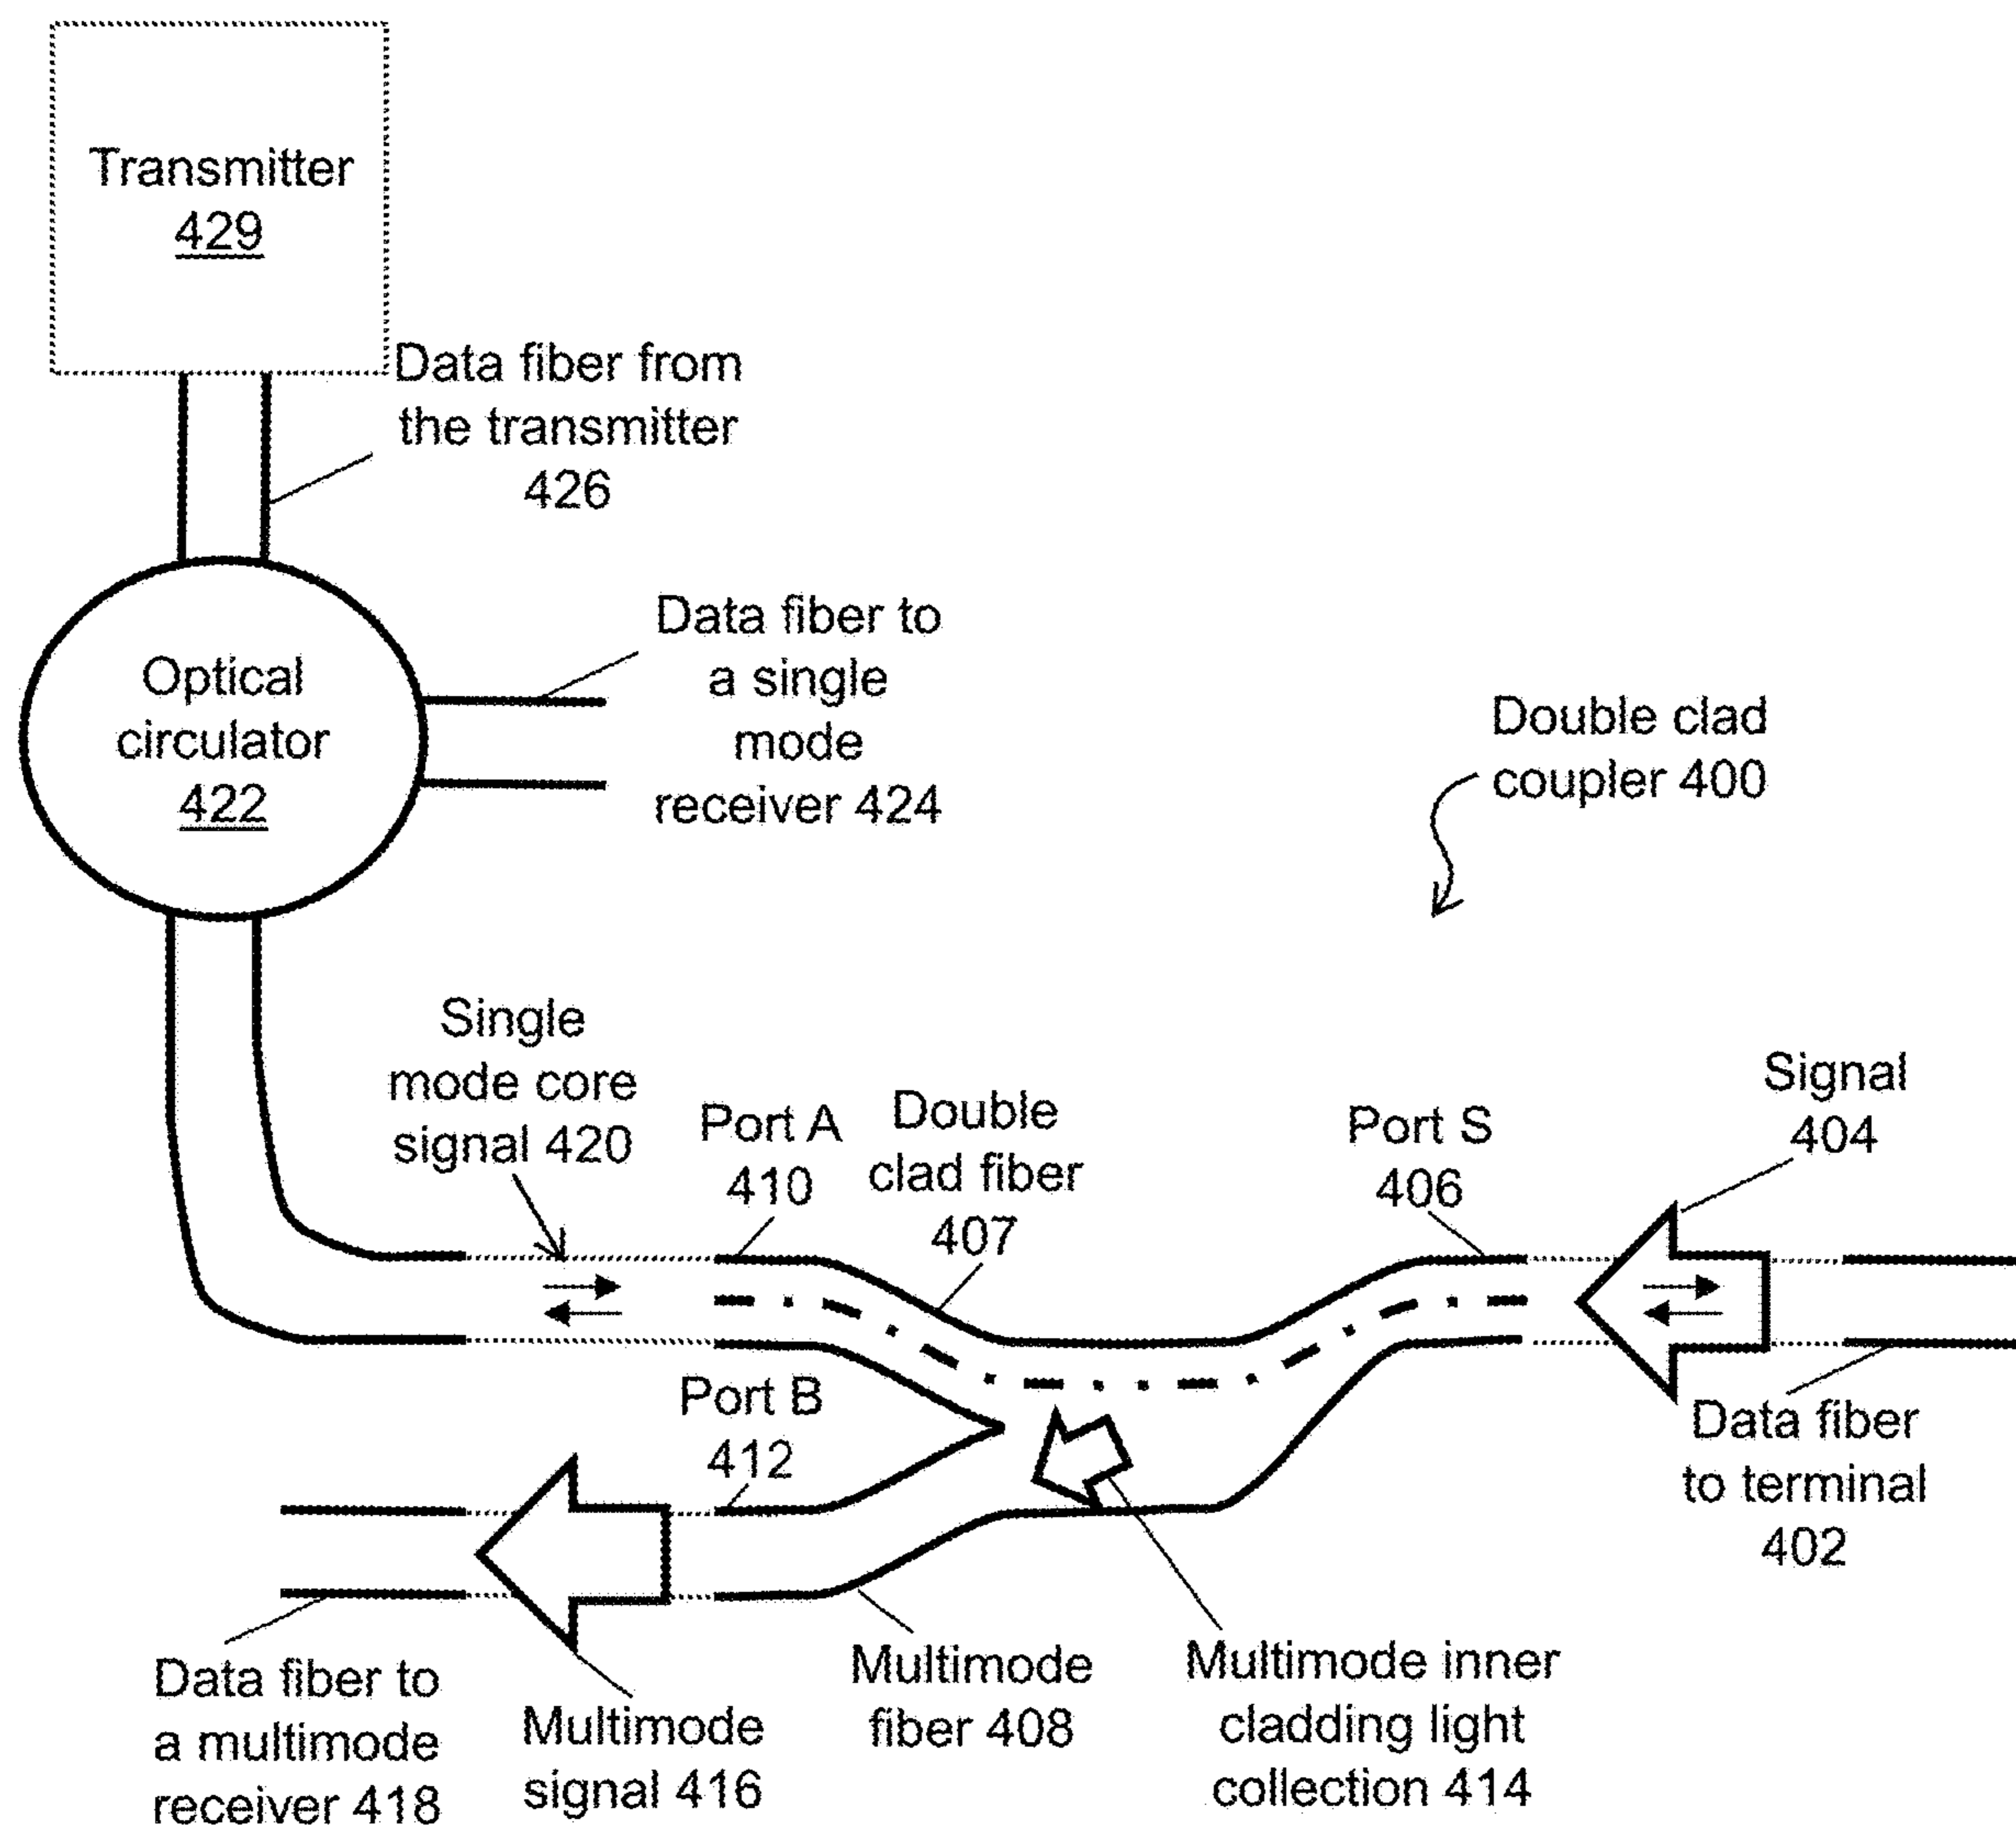 Transmitter
429
Data fiber from
the transmitter
426
Optical
circulator
422
Data fiber to
a single
mode
receiver 424
Double clad
coupler 400
Single
mode core
signal 420
Port A
410
Double
clad fiber
407
Port S
406
Signal
404
Port B
412
Data fiber
to terminal
402
Data fiber to
a multimode
receiver 418
Multimode
signal 416
Multimode
fiber 408
Multimode inner
cladding light
collection 414